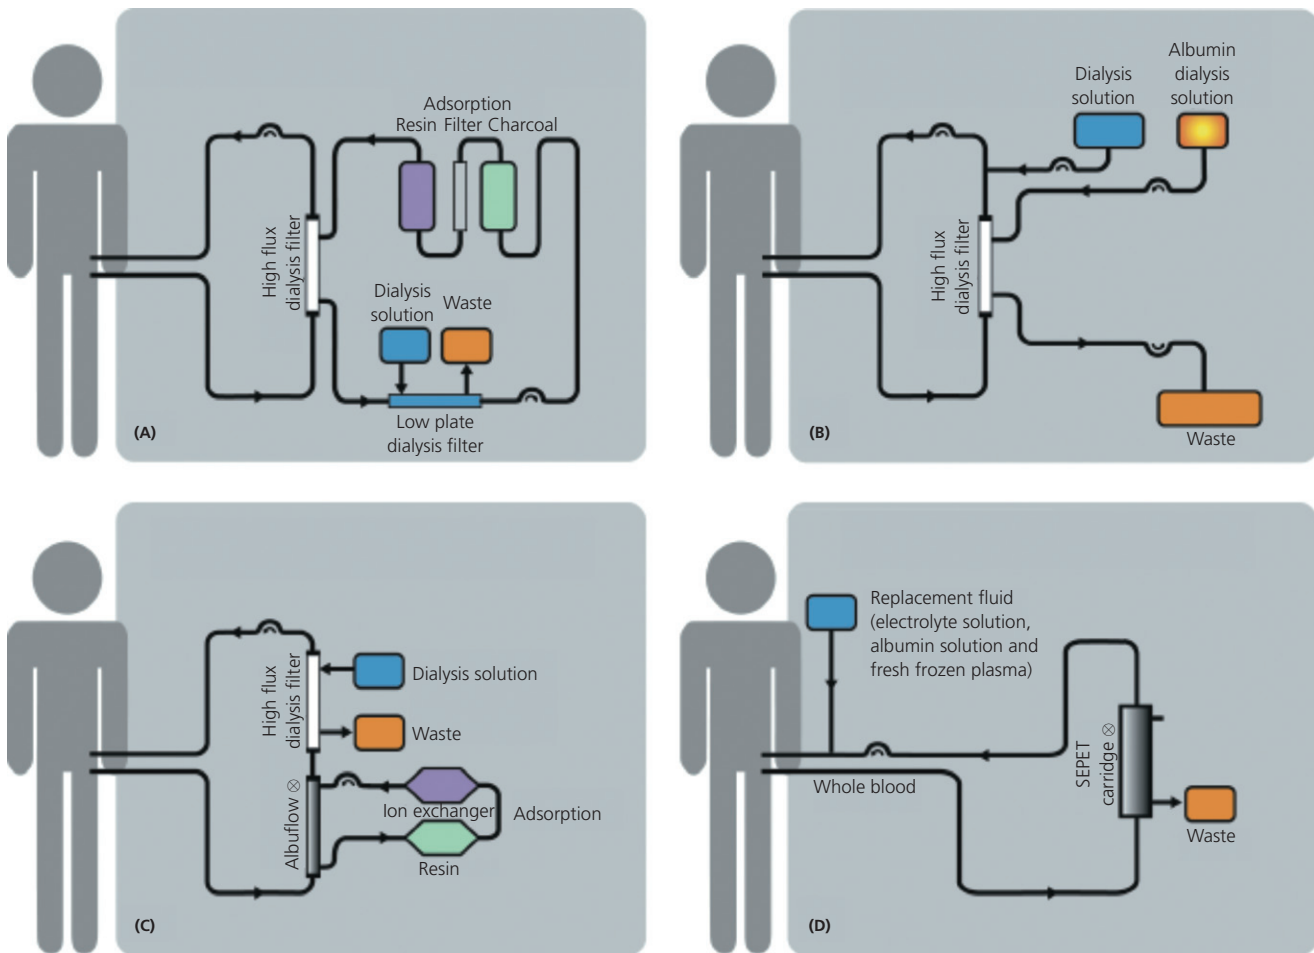 Adsorption
Resin Filter Charcoal
High flux
dialysis filter
Dialysis
solution
Waste
Low plate
dialysis filter
(A)
Dialysis
solution
Albumin
dialysis
solution
High flux
dialysis filter
Waste
(B)
High flux
dialysis filter
Dialysis solution
Waste
Albuflow ⊗
Ion exchanger
Adsorption
Resin
(C)
Replacement fluid
(electrolyte solution,
albumin solution and
fresh frozen plasma)
Whole blood
SEPET
carridge ⊗
Waste
(D)